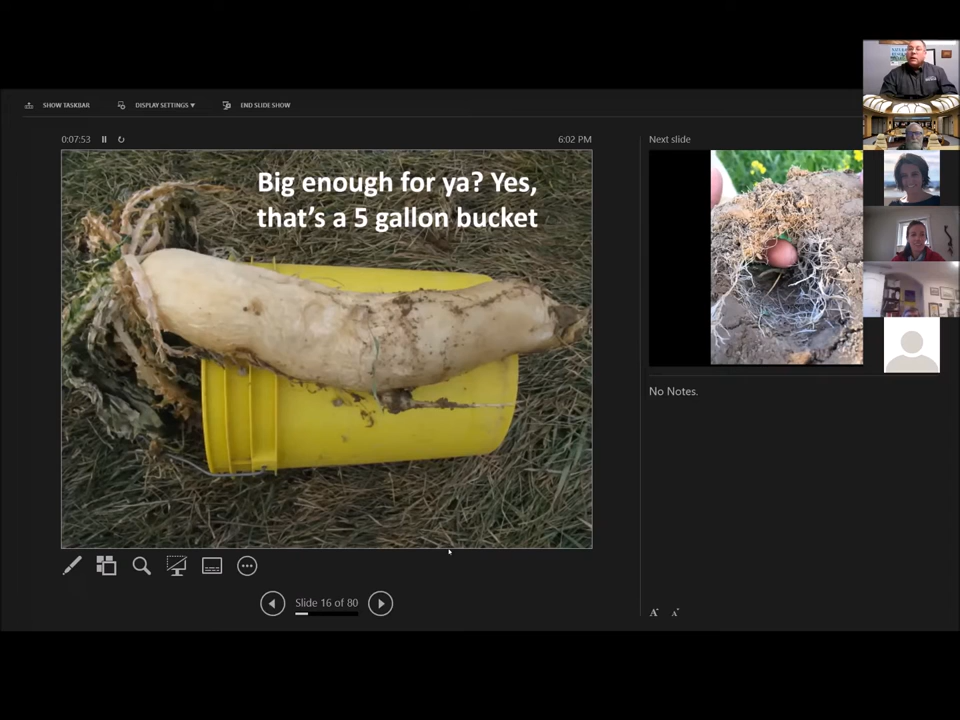 SHOW TASKBAR
DISPLAY SETTINGS ▼
END SLIDE SHOW
0:07:53
6:02 PM
Next slide
Big enough for ya? Yes,
that's a 5 gallon bucket
No Notes.
Slide 16 of 80